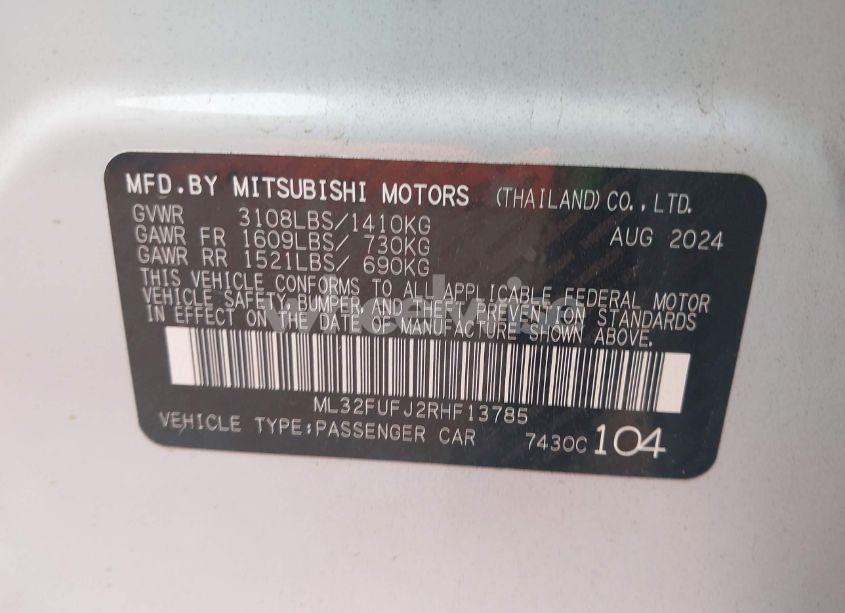 MFD.BY MITSUBISHI MOTORS (THAILAND)CO.,LTD.
GVWR 3108LBS/1410KG AUG 2024
GAWR FR 1609LBS/ 730KG
GAWR RR 1521LBS/ 690KG
THIS VEHICLE CONFORMS TO ALL APPLICABLE FEDERAL MOTOR
VEHICLE SAFETY,BUMPER,AND THEFT PREVENTION STANDARDS
IN EFFECT ON THE DATE OF MANUFACTURE SHOWN ABOVE.
ML32FUFJ2RHF13785
VEHICLE TYPE:PASSENGER CAR 7430C 104